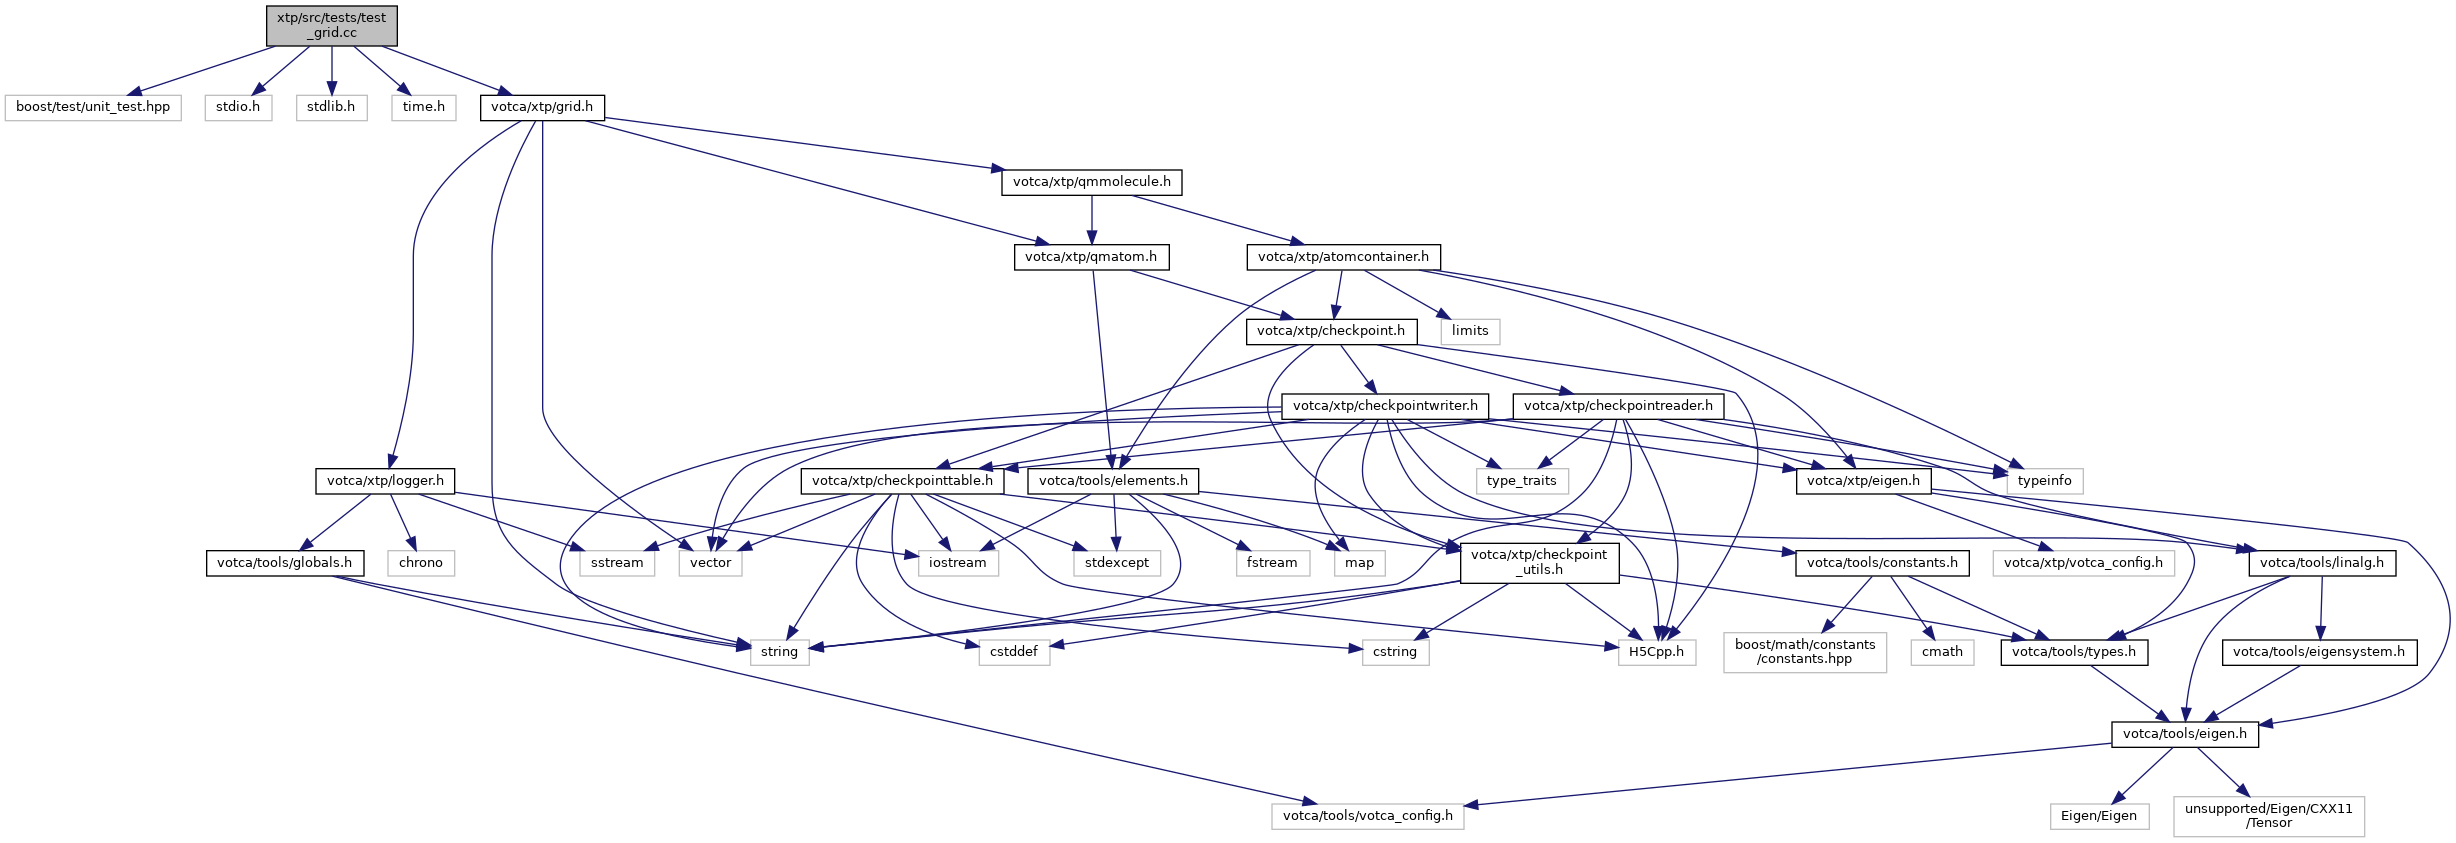 xtp/src/tests/test
_grid.cc
boost/test/unit_test.hpp
stdio.h
stdlib.h
time.h
votca/xtp/grid.h
votca/xtp/qmmolecule.h
votca/xtp/qmatom.h
votca/xtp/atomcontainer.h
votca/xtp/checkpoint.h
limits
votca/xtp/checkpointwriter.h
votca/xtp/checkpointreader.h
votca/xtp/logger.h
votca/xtp/checkpointtable.h
votca/tools/elements.h
type_traits
votca/xtp/eigen.h
typeinfo
votca/tools/globals.h
chrono
sstream
vector
iostream
stdexcept
fstream
map
votca/xtp/checkpoint
_utils.h
votca/tools/constants.h
votca/xtp/votca_config.h
votca/tools/linalg.h
string
cstddef
cstring
H5Cpp.h
boost/math/constants
/constants.hpp
cmath
votca/tools/types.h
votca/tools/eigensystem.h
votca/tools/eigen.h
votca/tools/votca_config.h
Eigen/Eigen
unsupported/Eigen/CXX11
/Tensor